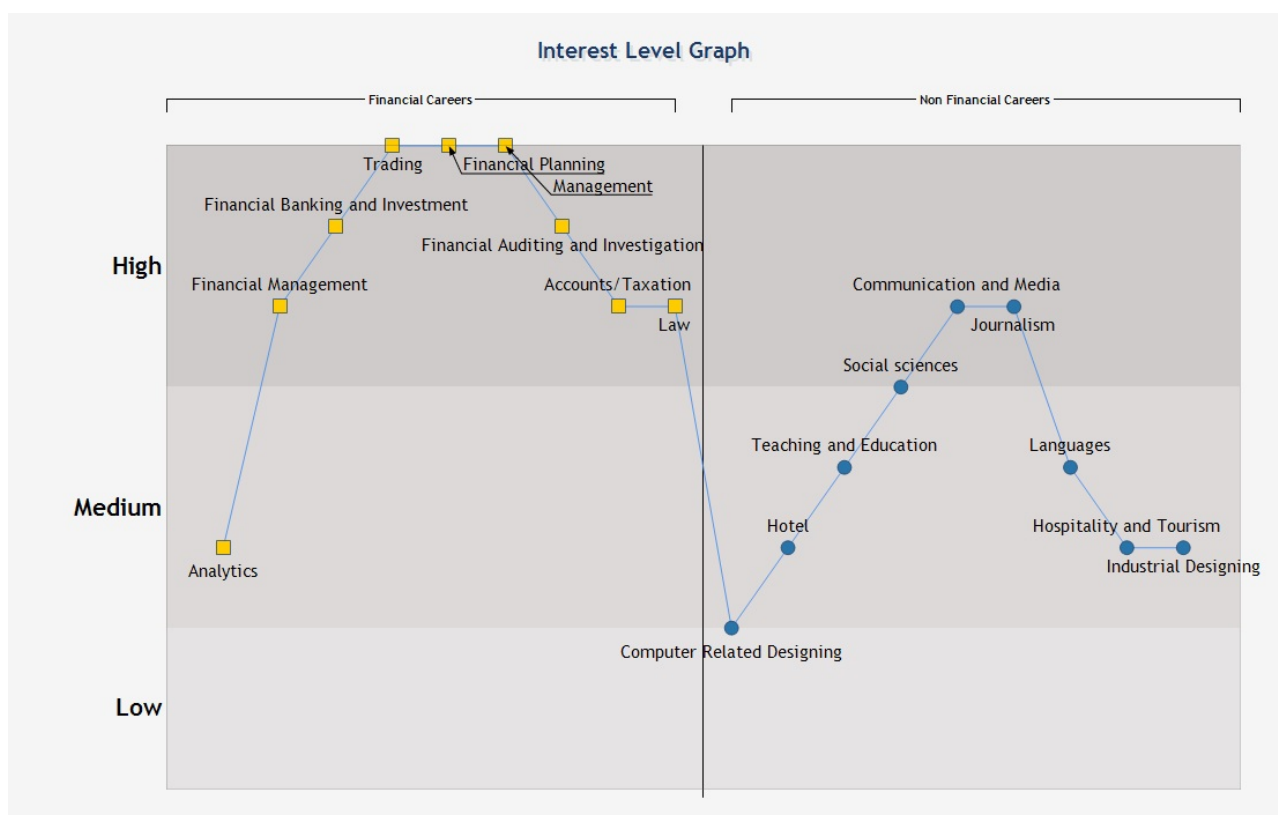 Interest Level Graph
Financial Careers
Non Financial Careers
Trading
Financial Planning
Management
Financial Banking and Investment
Financial Auditing and Investigation
High
Financial Management
Accounts/Taxation
Communication and Media
Law
Journalism
Social sciences
Teaching and Education
Languages
Medium
Hotel
Hospitality and Tourism
Analytics
Industrial Designing
Computer Related Designing
Low